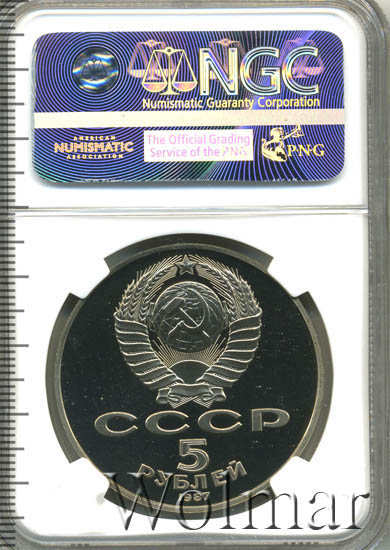 NGC
Numismatic Guaranty Corporation
AMERICAN
NUMISMATIC
ASSOCIATION
The Official Grading
Service of the PNG
PNG
СССР
5
РУБЛЕЙ
1987
Wolmar